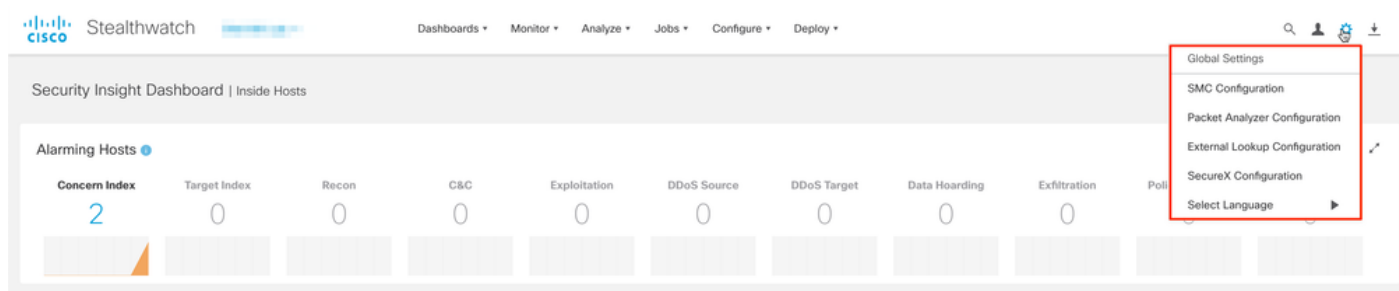 CISCO Stealthwatch Dashboards Monitor Analyze Jobs Configure Deploy
Global Settings
SMC Configuration
Packet Analyzer Configuration
External Lookup Configuration
SecureX Configuration
Select Language
Security Insight Dashboard | Inside Hosts
Alarming Hosts
Concern Index Target Index Recon C&C Exploitation DDoS Source DDoS Target Data Hoarding Exfiltration
2 0 0 0 0 0 0 0 0